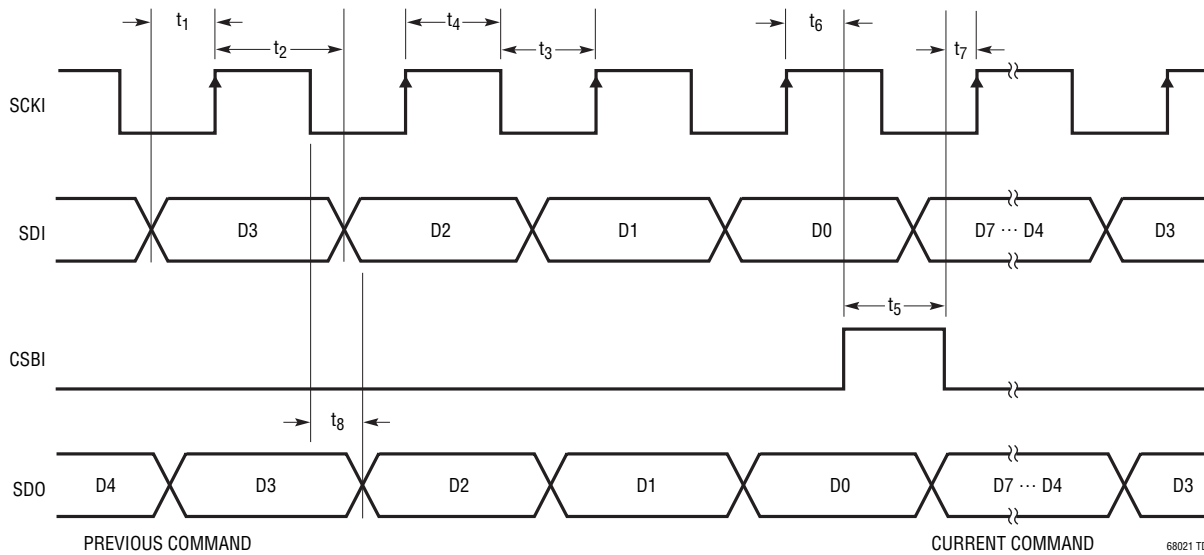 t1 t4 t6
t2 t3 t7
SCKI
SDI D3 D2 D1 D0 D7 ··· D4 D3
t5
CSBI
t8
SDO D4 D3 D2 D1 D0 D7 ··· D4 D3
PREVIOUS COMMAND CURRENT COMMAND
68021